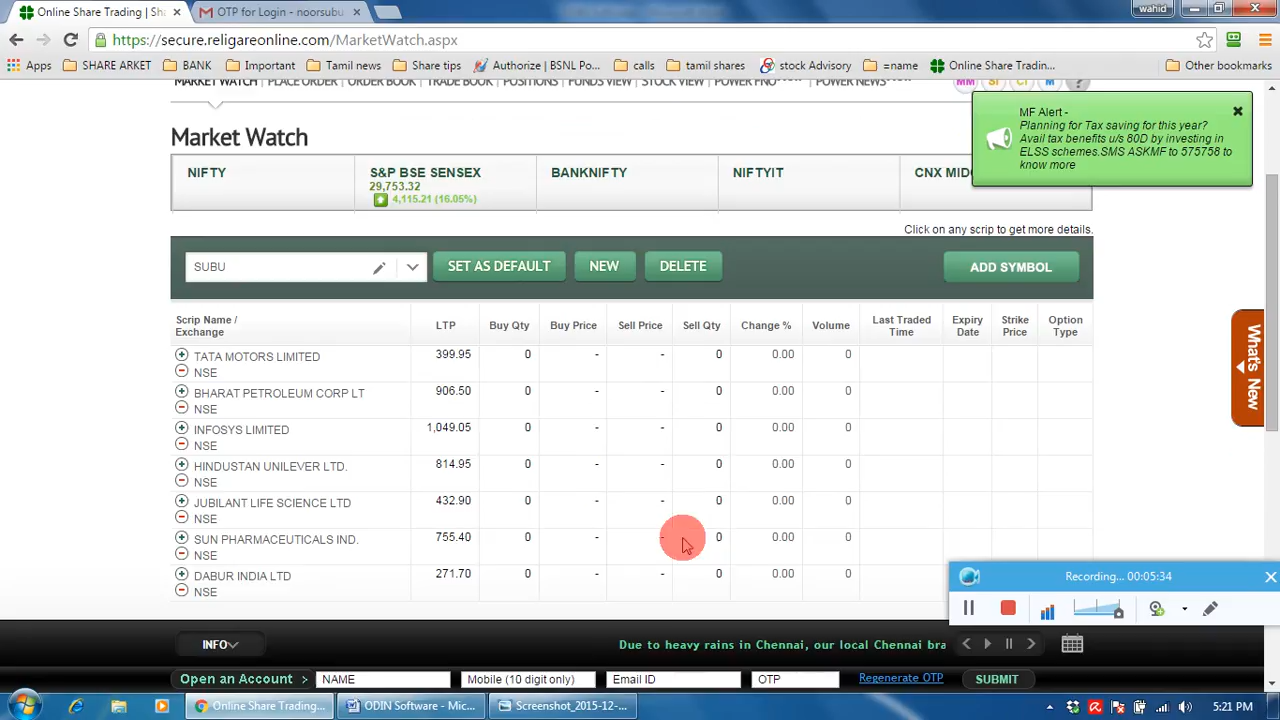 Online Share Trading | Sha
OTP for Login - noorsubu
wahid
https://secure.religareonline.com/MarketWatch.aspx
Apps SHARE ARKET BANK Important Tamil news Share tips Authorize | BSNL Po... calls tamil shares stock Advisory =name Online Share Tradin... Other bookmarks
MARKET WATCH PLACE ORDER ORDER BOOK TRADE BOOK POSITIONS FUNDS VIEW STOCK VIEW POWER FNO POWER NEWS
MM SI CI M ?
MF Alert -
Planning for Tax saving for this year?
Avail tax benefits u/s 80D by investing in
ELSS schemes.SMS ASKMF to 575758 to
know more
Market Watch
NIFTY S&P BSE SENSEX BANKNIFTY NIFTYIT CNX MID
29,753.32
4,115.21 (16.05%)
Click on any scrip to get more details.
SUBU SET AS DEFAULT NEW DELETE ADD SYMBOL
Scrip Name / Exchange LTP Buy Qty Buy Price Sell Price Sell Qty Change % Volume Last Traded Time Expiry Date Strike Price Option Type
TATA MOTORS LIMITED 399.95 0 - - 0 0.00 0
NSE
BHARAT PETROLEUM CORP LT 906.50 0 - - 0 0.00 0
NSE
INFOSYS LIMITED 1,049.05 0 - - 0 0.00 0
NSE
HINDUSTAN UNILEVER LTD. 814.95 0 - - 0 0.00 0
NSE
JUBILANT LIFE SCIENCE LTD 432.90 0 - - 0 0.00 0
NSE
SUN PHARMACEUTICALS IND. 755.40 0 - - 0 0.00 0
NSE
DABUR INDIA LTD 271.70 0 - - 0 0.00 0
NSE
What's New
Recording... 00:05:34
INFO Due to heavy rains in Chennai, our local Chennai bra
Open an Account > NAME Mobile (10 digit only) Email ID OTP Regenerate OTP SUBMIT
Online Share Trading... ODIN Software - Mic... Screenshot_2015-12-... 5:21 PM